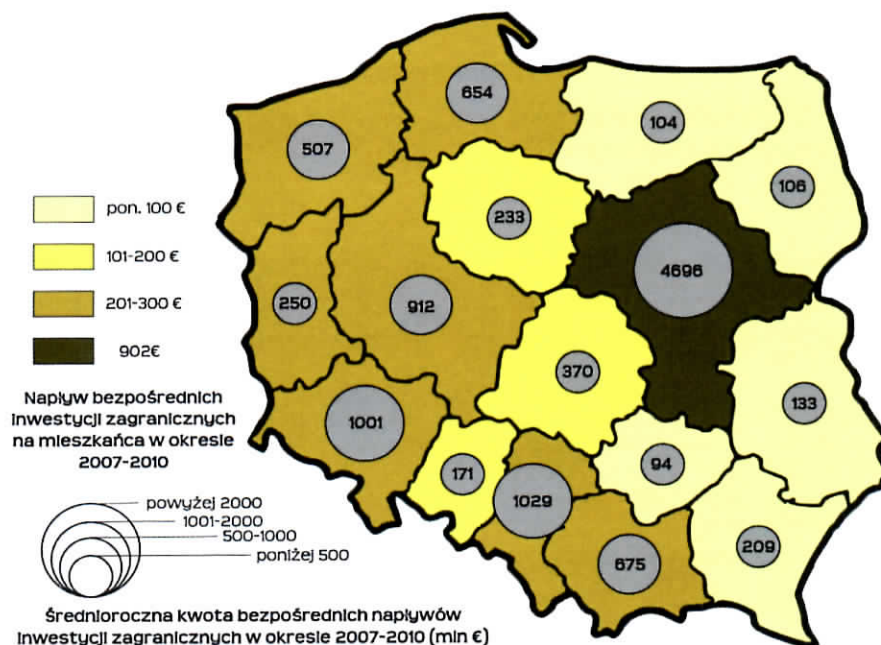 654
104
507
106
233
4696
250
912
370
133
1001
94
171
1029
209
675
pon. 100 €
101-200 €
201-300 €
902€
Napływ bezpośrednich
inwestycji zagranicznych
na mieszkańca w okresie
2007-2010
powyżej 2000
1001-2000
500-1000
poniżej 500
Średnioroczna kwota bezpośrednich napływów
inwestycji zagranicznych w okresie 2007-2010 (mln €)